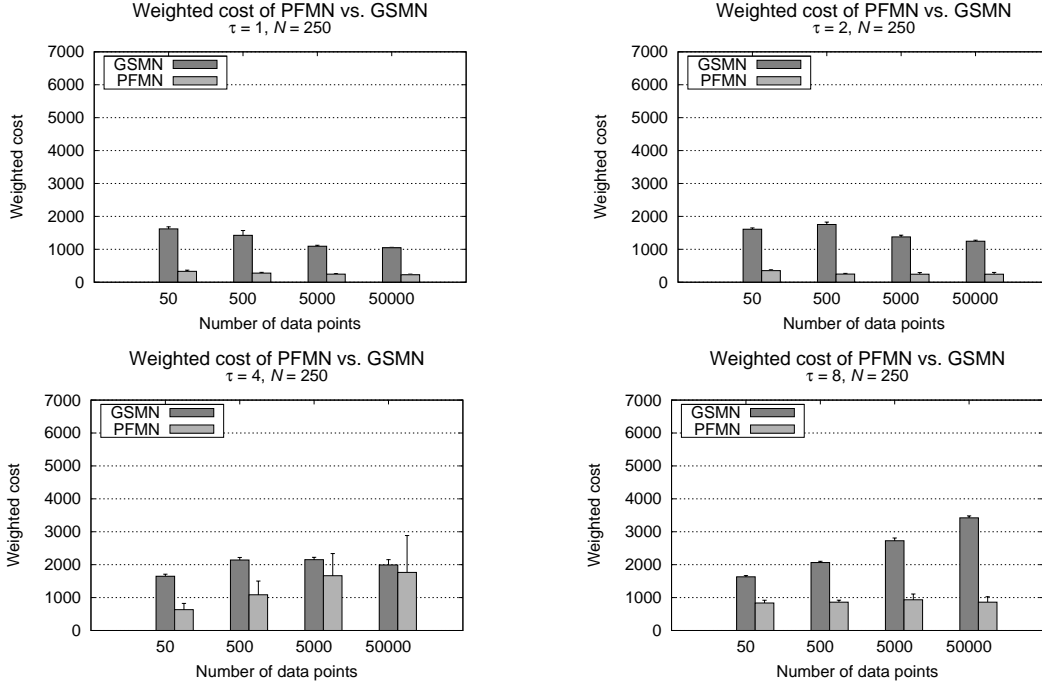 Weighted cost of PFMN vs. GSMN
τ = 1, N = 250
7000
6000
5000
4000
3000
2000
1000
0
Weighted cost
GSMN
PFMN
50 500 5000 50000
Number of data points
Weighted cost of PFMN vs. GSMN
τ = 2, N = 250
7000
6000
5000
4000
3000
2000
1000
0
Weighted cost
GSMN
PFMN
50 500 5000 50000
Number of data points
Weighted cost of PFMN vs. GSMN
τ = 4, N = 250
7000
6000
5000
4000
3000
2000
1000
0
Weighted cost
GSMN
PFMN
50 500 5000 50000
Number of data points
Weighted cost of PFMN vs. GSMN
τ = 8, N = 250
7000
6000
5000
4000
3000
2000
1000
0
Weighted cost
GSMN
PFMN
50 500 5000 50000
Number of data points